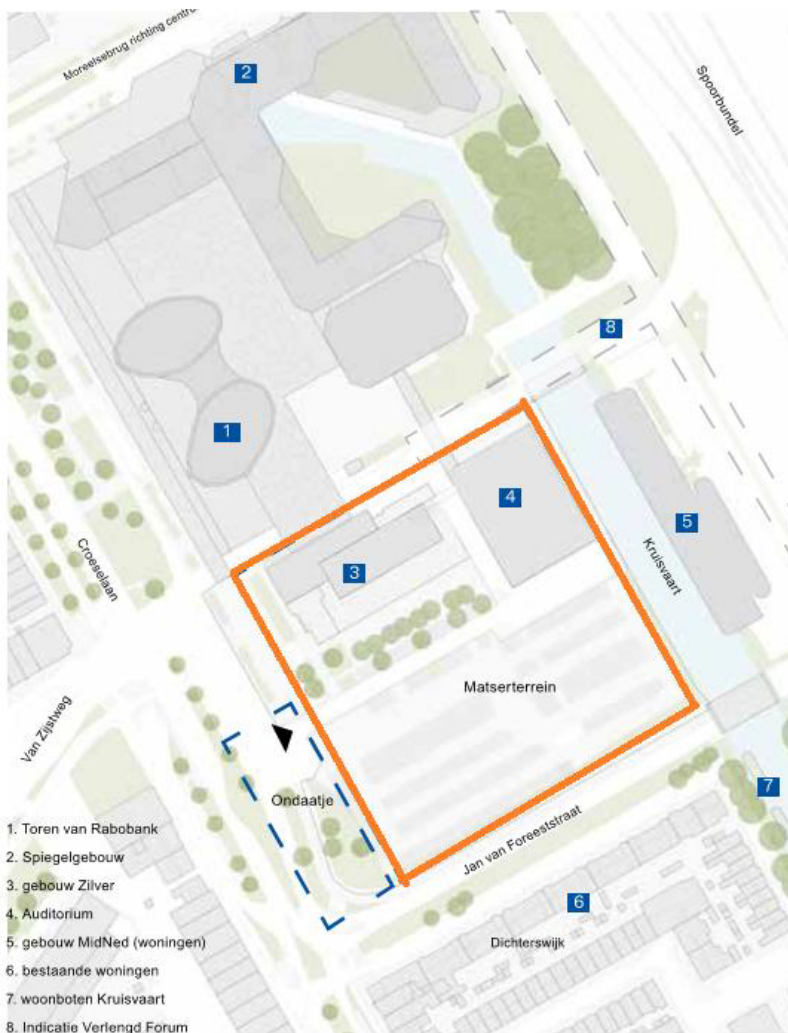 Moreelsebrug richting centr
2
Spoorbundel
8
1
4
5
Croeselaan
3
Kruisvaart
Matserterrein
Van Zijstweg
Ondaatje
7
Jan van Foreeststraat
6
Dichterswijk
1. Toren van Rabobank
2. Spiegelgebouw
3. gebouw Zilver
4. Auditorium
5. gebouw MidNed (woningen)
6. bestaande woningen
7. woonboten Kruisvaart
8. Indicatie Verlengd Forum